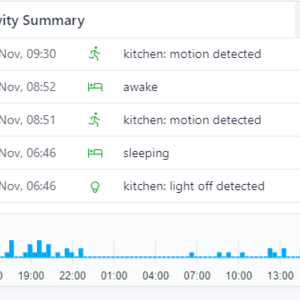 vity Summary
Nov, 09:30 kitchen: motion detected
Nov, 08:52 awake
Nov, 08:51 kitchen: motion detected
Nov, 06:46 sleeping
Nov, 06:46 kitchen: light off detected
0 19:00 22:00 01:00 04:00 07:00 10:00 13:00